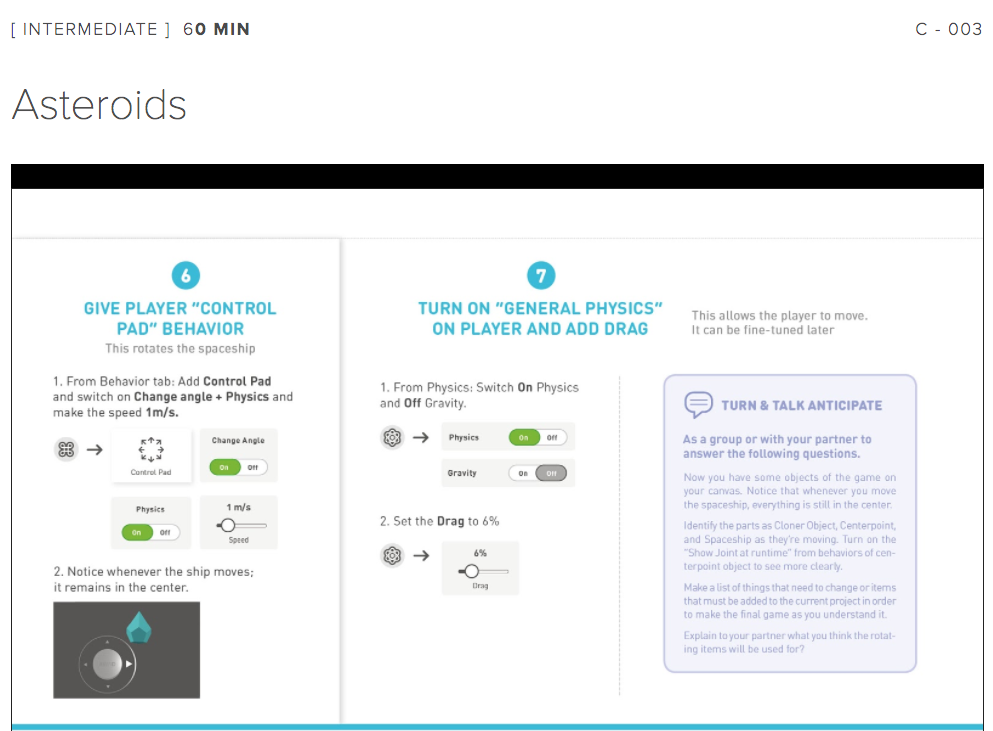 [ INTERMEDIATE ] 60 MIN
C - 003
Asteroids
6
GIVE PLAYER "CONTROL
PAD" BEHAVIOR
This rotates the spaceship
1. From Behavior tab: Add Control Pad
and switch on Change angle + Physics and
make the speed 1m/s.
Control Pad
Change Angle
On Off
Physics
On Off
1 m/s
Speed
2. Notice whenever the ship moves;
it remains in the center.
7
TURN ON "GENERAL PHYSICS"
ON PLAYER AND ADD DRAG
This allows the player to move.
It can be fine-tuned later
1. From Physics: Switch On Physics
and Off Gravity.
Physics
On Off
Gravity
On Off
2. Set the Drag to 6%
6%
Drag
TURN & TALK ANTICIPATE
As a group or with your partner to
answer the following questions.
Now you have some objects of the game on
your canvas. Notice that whenever you move
the spaceship, everything is still in the center.
Identify the parts as Cloner Object, Centerpoint,
and Spaceship as they're moving. Turn on the
"Show Joint at runtime" from behaviors of cen-
terpoint object to see more clearly.
Make a list of things that need to change or items
that must be added to the current project in order
to make the final game as you understand it.
Explain to your partner what you think the rotat-
ing items will be used for?